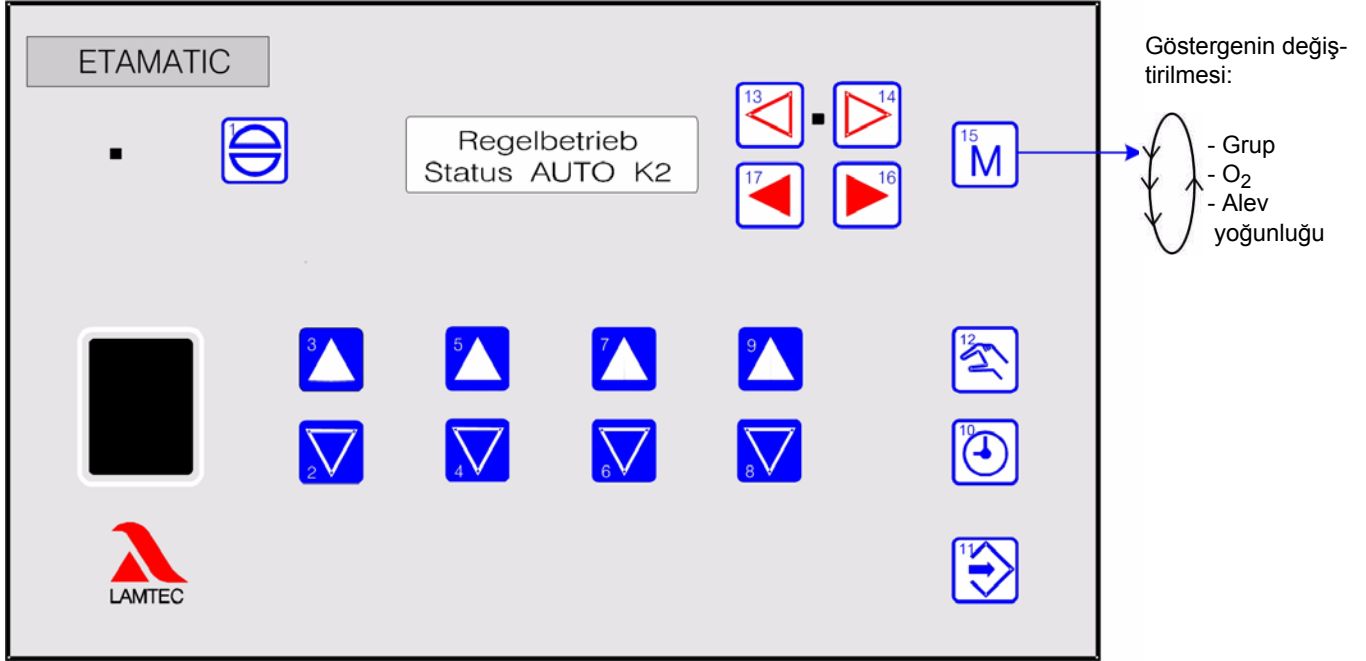 ETAMATIC
Göstergenin değiş-
tirilmesi:
1
Regelbetrieb
Status AUTO K2
13
14
17
16
15
M
- Grup
- O2
- Alev
yoğunluğu
3
5
7
9
12
2
4
6
8
10
11
LAMTEC